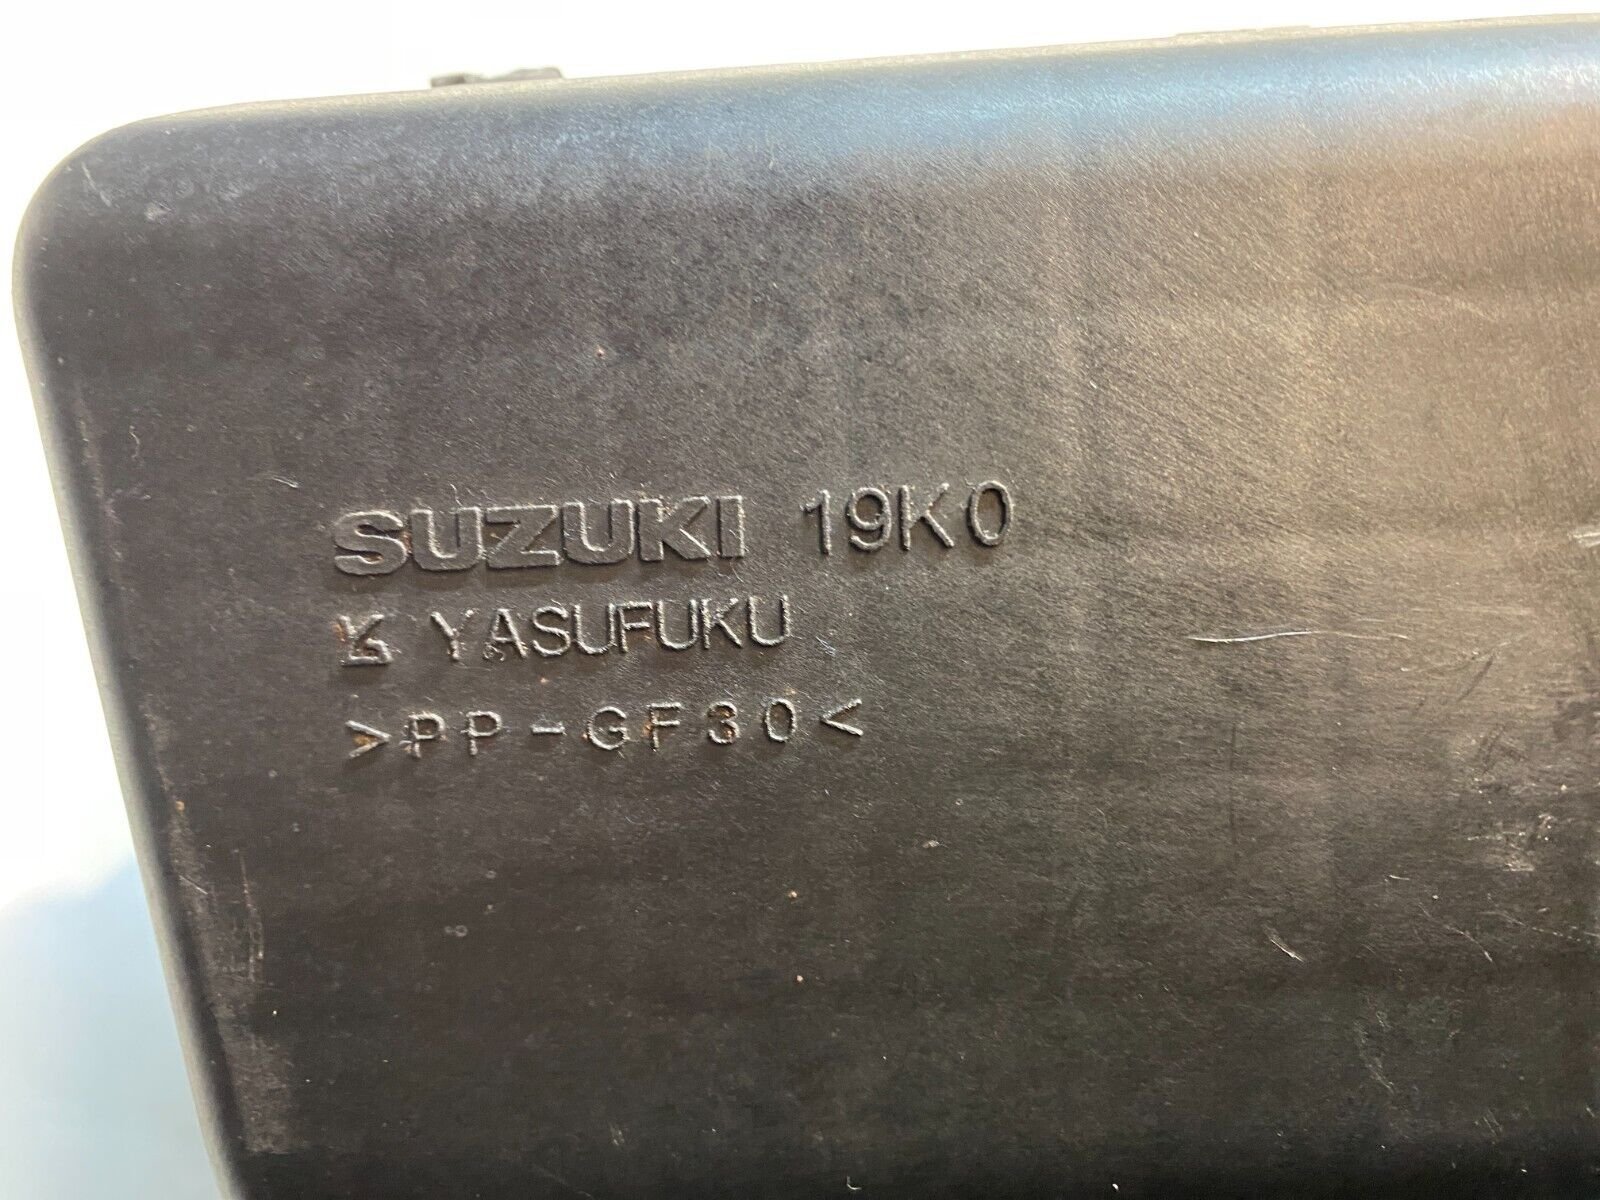 SUZUKI 19K0
YASUFUKU
>PP-GF30<